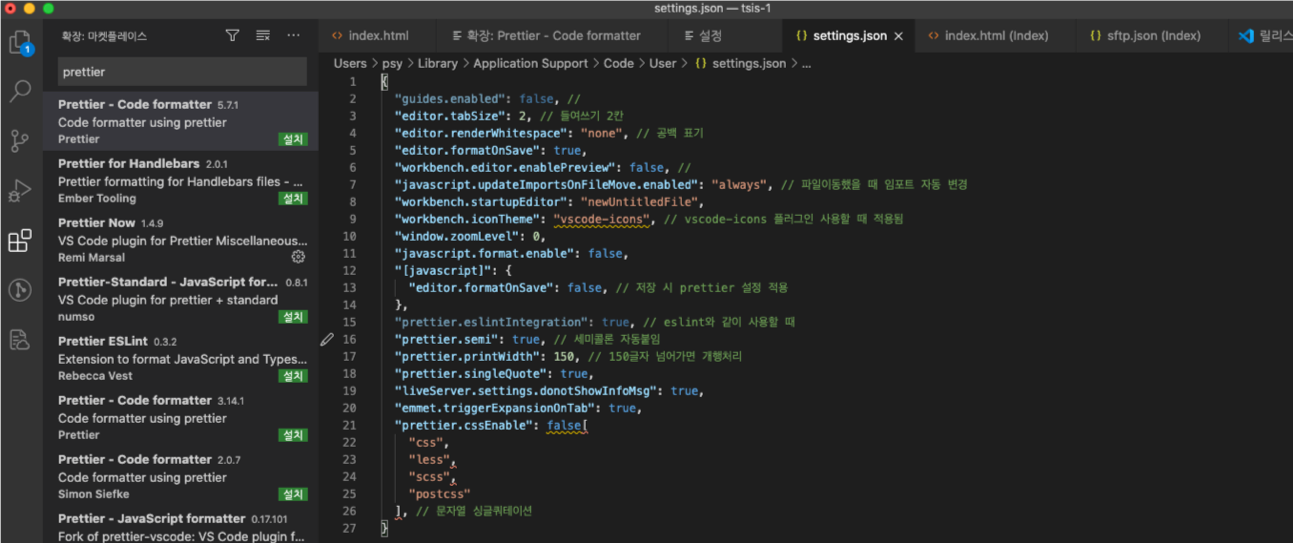 settings.json — tsis-1
확장: 마켓플레이스
index.html
확장: Prettier - Code formatter
설정
settings.json
index.html (Index)
sftp.json (Index)
릴리스
1
prettier
Users > psy > Library > Application Support > Code > User > {} settings.json > ...
Prettier - Code formatter 5.7.1
Code formatter using prettier
Prettier 설치
Prettier for Handlebars 2.0.1
Prettier formatting for Handlebars files - ...
Ember Tooling 설치
Prettier Now 1.4.9
VS Code plugin for Prettier Miscellaneous...
Remi Marsal
Prettier-Standard - JavaScript for... 0.8.1
VS Code plugin for prettier + standard
numso 설치
Prettier ESLint 0.3.2
Extension to format JavaScript and Types...
Rebecca Vest 설치
Prettier - Code formatter 3.14.1
Code formatter using prettier
Prettier 설치
Prettier - Code formatter 2.0.7
Code formatter using prettier
Simon Siefke 설치
Prettier - JavaScript formatter 0.17.101
Fork of prettier-vscode: VS Code plugin f...
1 {
2 "guides.enabled": false, //
3 "editor.tabSize": 2, // 들여쓰기 2칸
4 "editor.renderWhitespace": "none", // 공백 표기
5 "editor.formatOnSave": true,
6 "workbench.editor.enablePreview": false, //
7 "javascript.updateImportsOnFileMove.enabled": "always", // 파일이동했을 때 임포트 자동 변경
8 "workbench.startupEditor": "newUntitledFile",
9 "workbench.iconTheme": "vscode-icons", // vscode-icons 플러그인 사용할 때 적용됨
10 "window.zoomLevel": 0,
11 "javascript.format.enable": false,
12 "[javascript]": {
13 "editor.formatOnSave": false, // 저장 시 prettier 설정 적용
14 },
15 "prettier.eslintIntegration": true, // eslint와 같이 사용할 때
16 "prettier.semi": true, // 세미콜론 자동붙임
17 "prettier.printWidth": 150, // 150글자 넘어가면 개행처리
18 "prettier.singleQuote": true,
19 "liveServer.settings.donotShowInfoMsg": true,
20 "emmet.triggerExpansionOnTab": true,
21 "prettier.cssEnable": false[
22 "css",
23 "less",
24 "scss",
25 "postcss"
26 ], // 문자열 싱글쿼테이션
27 }